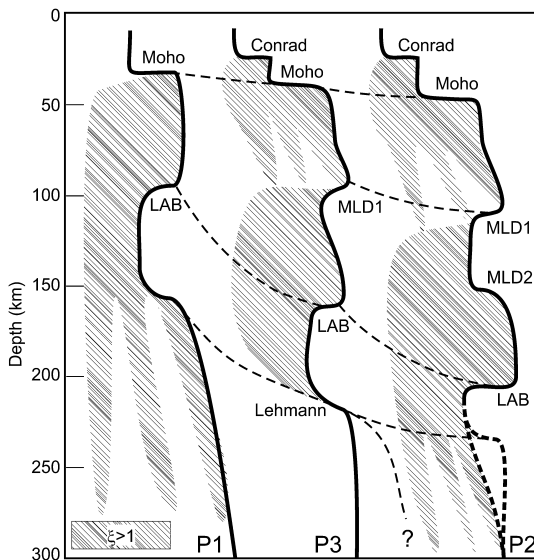 0
50
100
150
200
250
300
Depth (km)
Moho
Conrad
Moho
Conrad
Moho
LAB
MLD1
MLD1
MLD2
LAB
LAB
Lehmann
ξ>1
P1
P3
?
P2